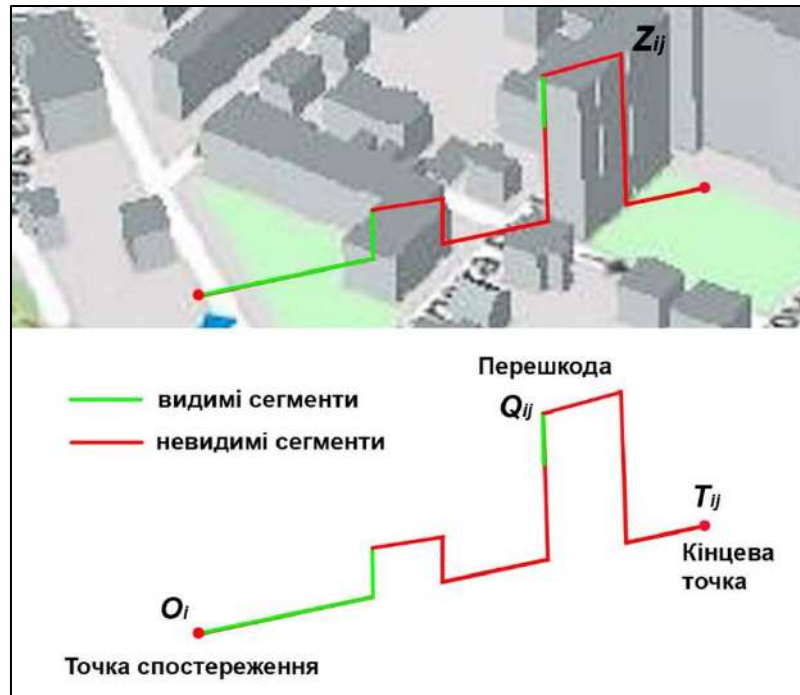 Zij
Перешкода
видимі сегменти
Qij
невидимі сегменти
Tij
Кінцева
точка
Oi
Точка спостереження